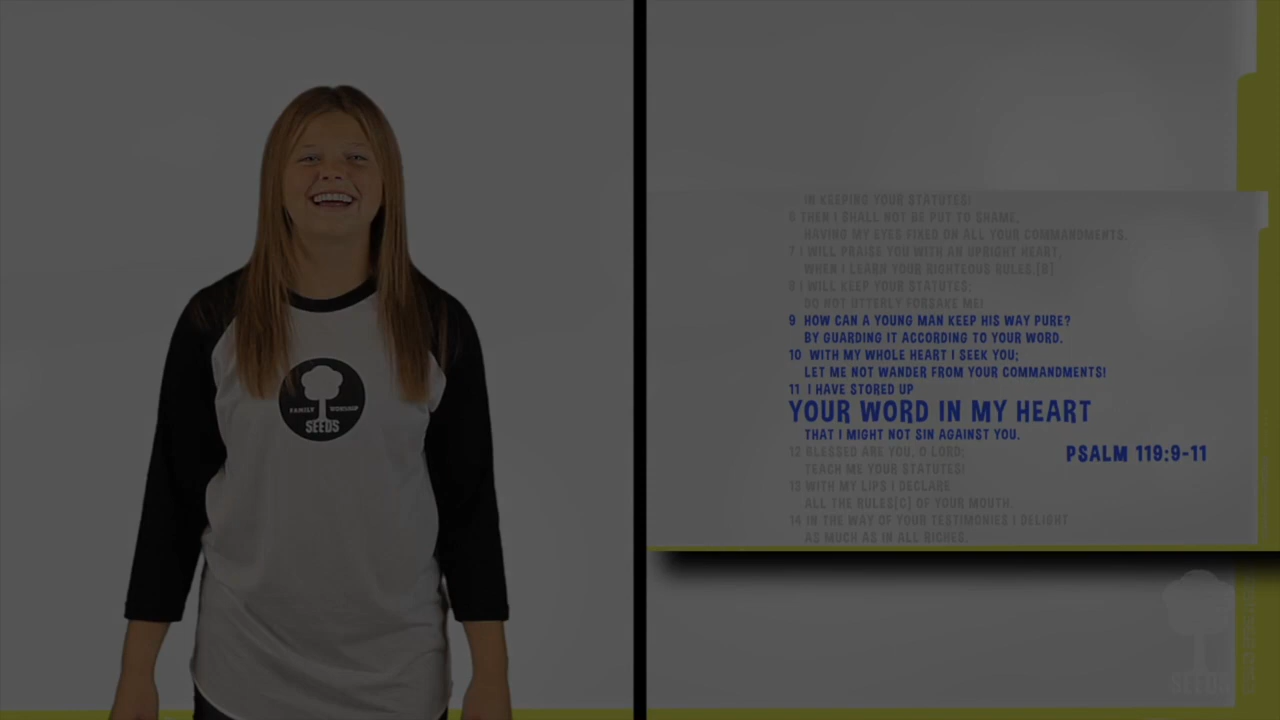 FAMILY WORSHIP
SEEDS
IN KEEPING YOUR STATUTES!
6 THEN I SHALL NOT BE PUT TO SHAME,
HAVING MY EYES FIXED ON ALL YOUR COMMANDMENTS.
7 I WILL PRAISE YOU WITH AN UPRIGHT HEART,
WHEN I LEARN YOUR RIGHTEOUS RULES.[B]
8 I WILL KEEP YOUR STATUTES;
DO NOT UTTERLY FORSAKE ME!
9 HOW CAN A YOUNG MAN KEEP HIS WAY PURE?
BY GUARDING IT ACCORDING TO YOUR WORD.
10 WITH MY WHOLE HEART I SEEK YOU;
LET ME NOT WANDER FROM YOUR COMMANDMENTS!
11 I HAVE STORED UP
YOUR WORD IN MY HEART
THAT I MIGHT NOT SIN AGAINST YOU.
12 BLESSED ARE YOU, O LORD;
TEACH ME YOUR STATUTES!
PSALM 119:9-11
13 WITH MY LIPS I DECLARE
ALL THE RULES[C] OF YOUR MOUTH.
14 IN THE WAY OF YOUR TESTIMONIES I DELIGHT
AS MUCH AS IN ALL RICHES.
SEEDS